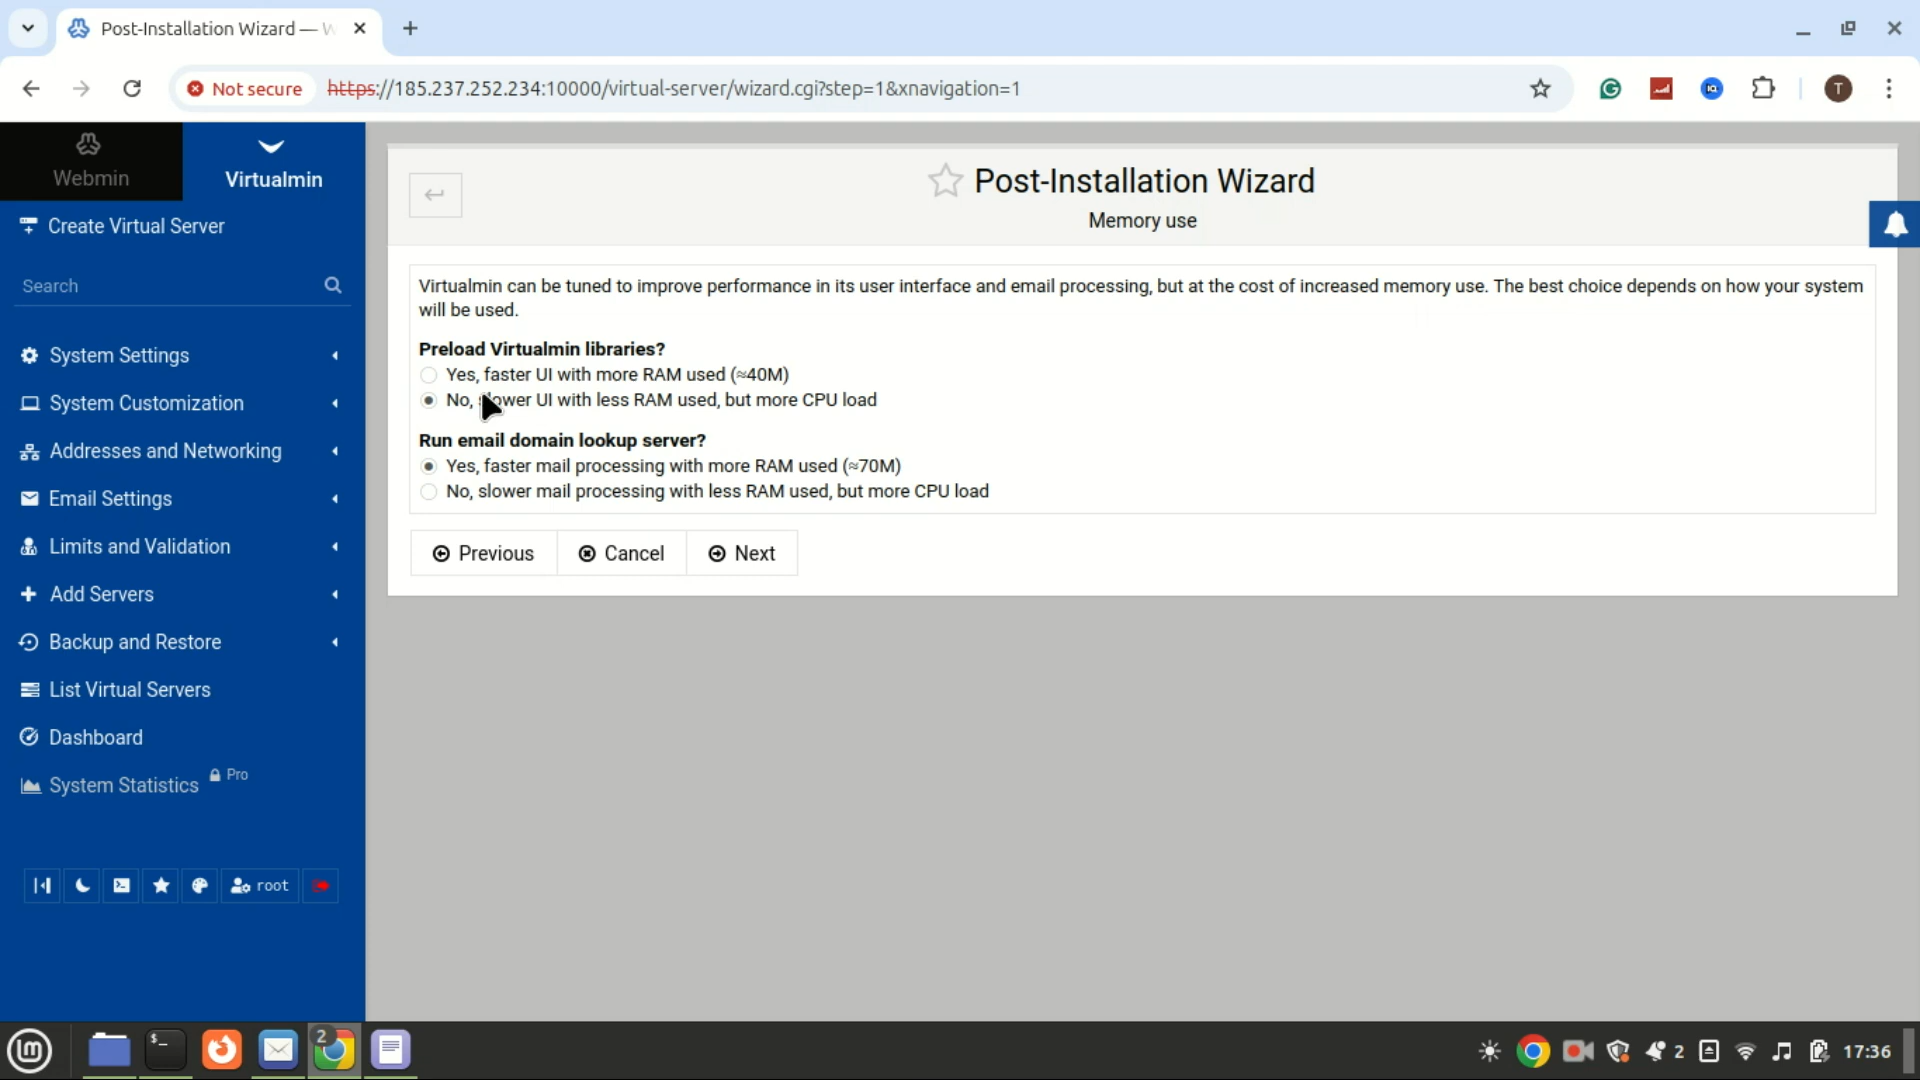 Post-Installation Wizard — W
Not secure
https://185.237.252.234:10000/virtual-server/wizard.cgi?step=1&xnavigation=1
T
Webmin
Virtualmin
Create Virtual Server
Search
System Settings
System Customization
Addresses and Networking
Email Settings
Limits and Validation
Add Servers
Backup and Restore
List Virtual Servers
Dashboard
System Statistics Pro
root
Post-Installation Wizard
Memory use
Virtualmin can be tuned to improve performance in its user interface and email processing, but at the cost of increased memory use. The best choice depends on how your system
will be used.
Preload Virtualmin libraries?
Yes, faster UI with more RAM used (≈40M)
No, slower UI with less RAM used, but more CPU load
Run email domain lookup server?
Yes, faster mail processing with more RAM used (≈70M)
No, slower mail processing with less RAM used, but more CPU load
Previous
Cancel
Next
2
2
17:36